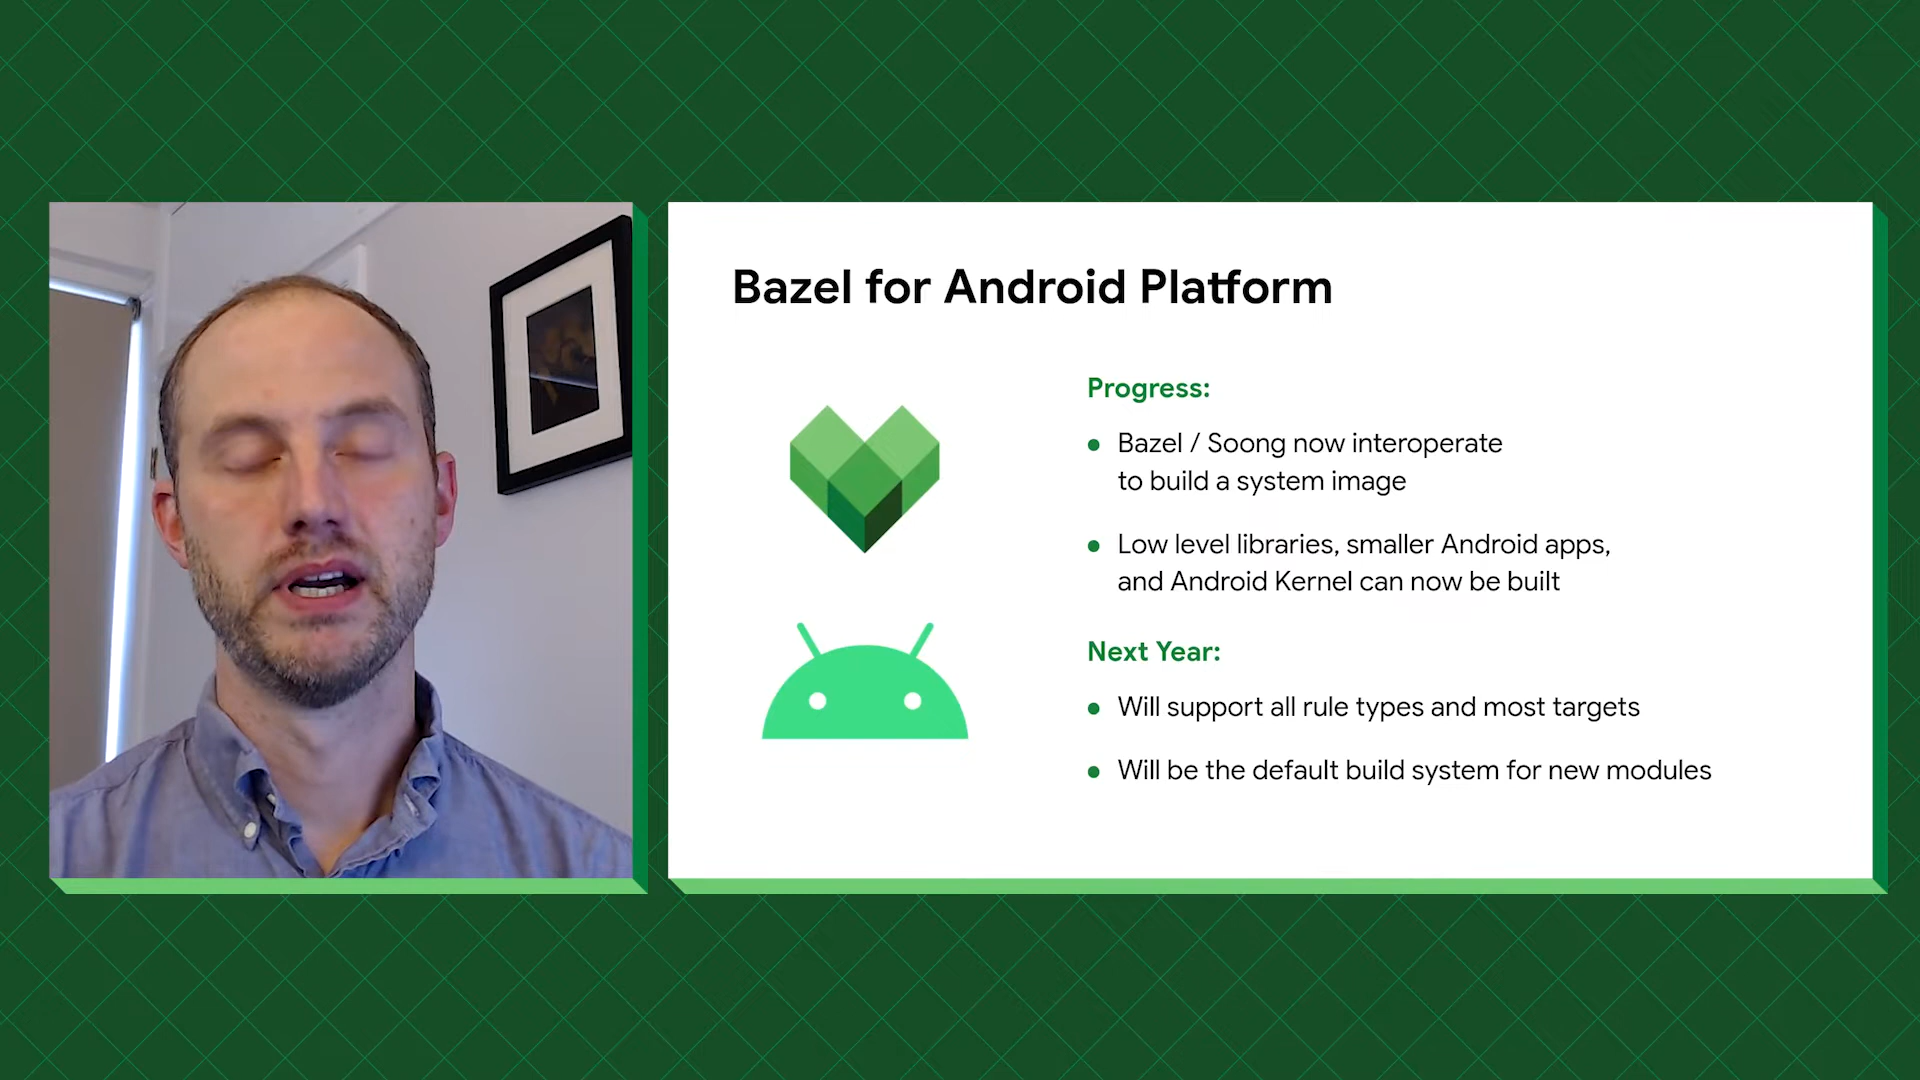 Bazel for Android Platform
Progress:
Bazel / Soong now interoperate
to build a system image
Low level libraries, smaller Android apps,
and Android Kernel can now be built
Next Year:
Will support all rule types and most targets
Will be the default build system for new modules